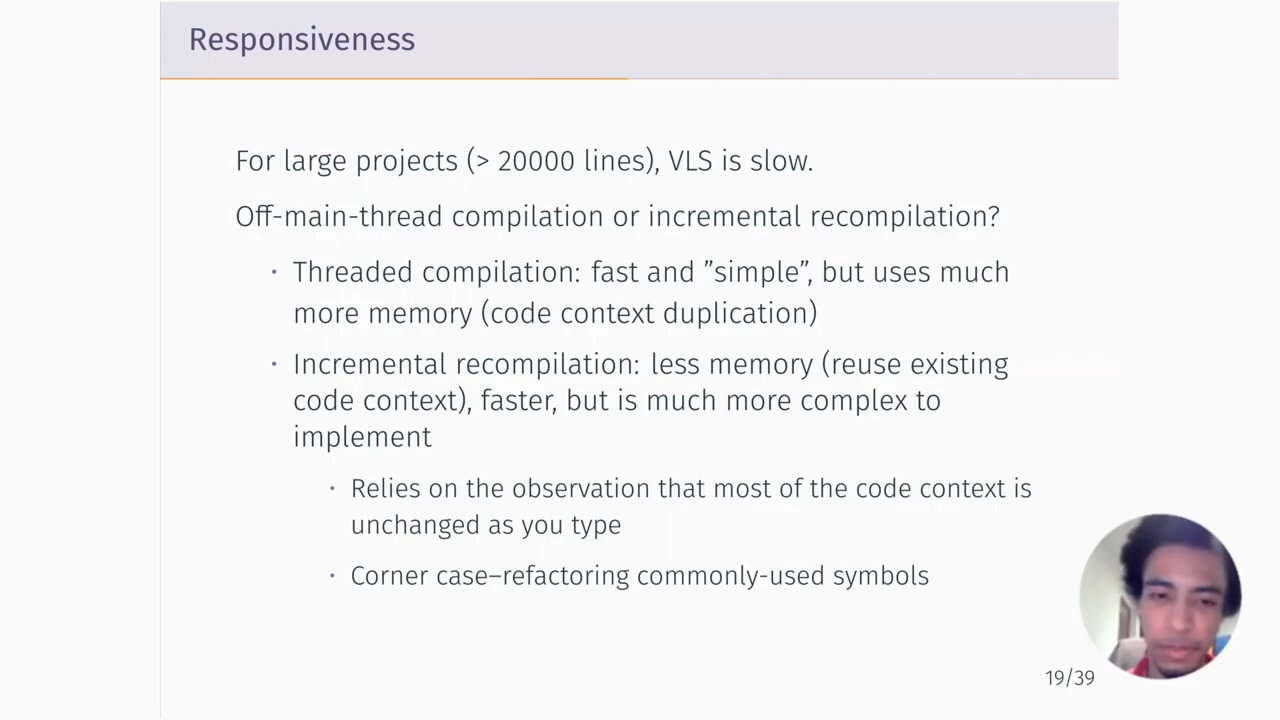 Responsiveness
For large projects (> 20000 lines), VLS is slow.
Off-main-thread compilation or incremental recompilation?
· Threaded compilation: fast and ”simple”, but uses much
more memory (code context duplication)
· Incremental recompilation: less memory (reuse existing
code context), faster, but is much more complex to
implement
· Relies on the observation that most of the code context is
unchanged as you type
· Corner case–refactoring commonly-used symbols
19/39